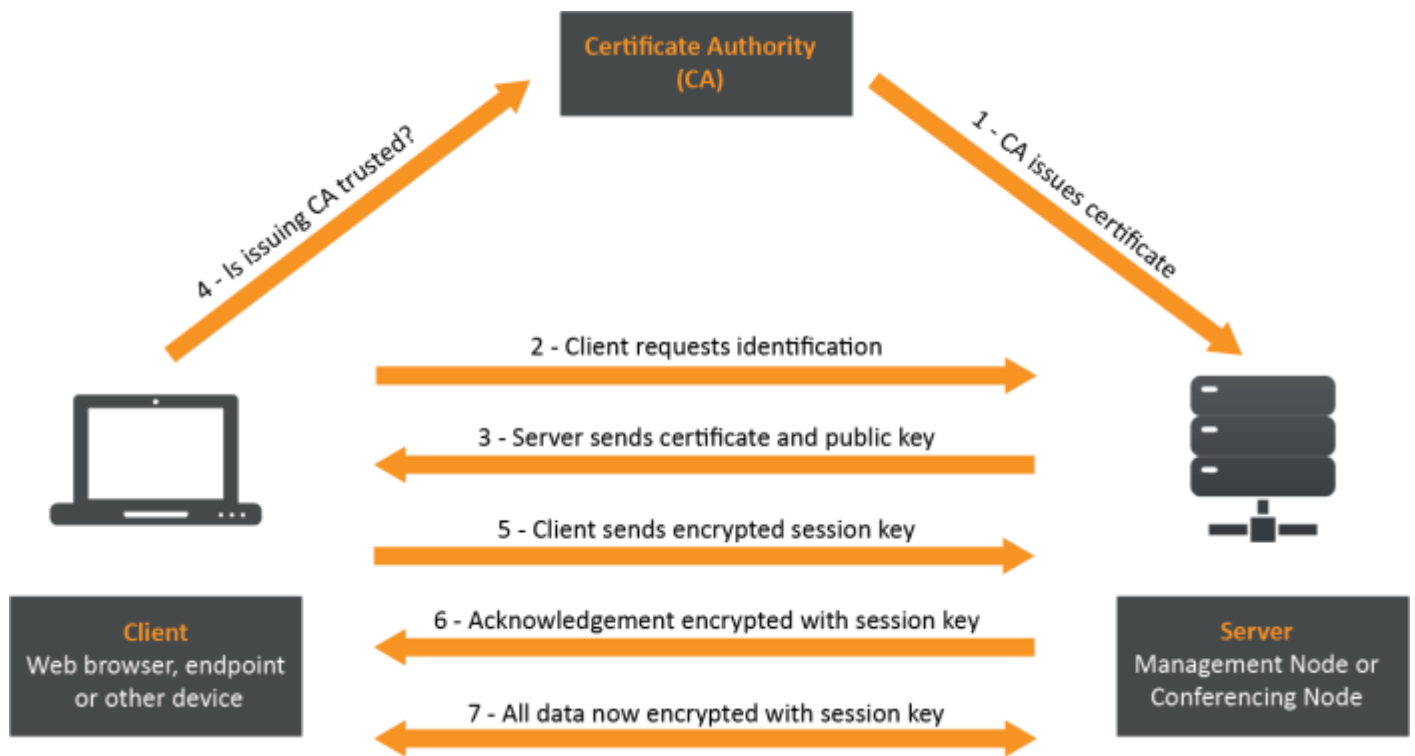 Certificate Authority
(CA)
4 - Is issuing CA trusted?
1 - CA issues certificate
2 - Client requests identification
3 - Server sends certificate and public key
5 - Client sends encrypted session key
6 - Acknowledgement encrypted with session key
7 - All data now encrypted with session key
Client
Web browser, endpoint
or other device
Server
Management Node or
Conferencing Node